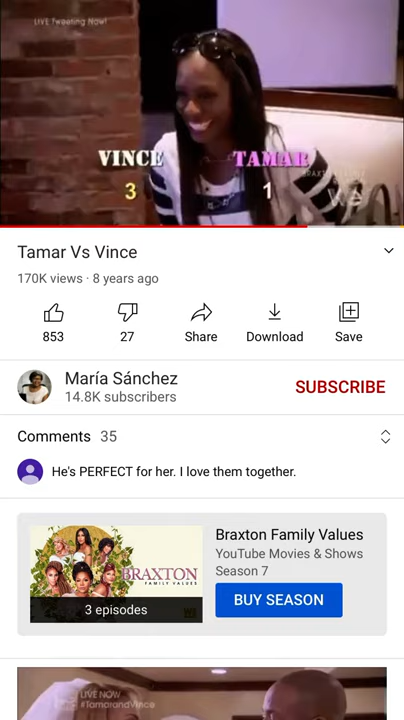 LIVE Tweeting Now!
VINCE TAMAR
3 1
Tamar Vs Vince
170K views · 8 years ago
853 27 Share Download Save
María Sánchez
14.8K subscribers
SUBSCRIBE
Comments 35
He's PERFECT for her. I love them together.
BRAXTON
FAMILY VALUES
3 episodes
Braxton Family Values
YouTube Movies & Shows
Season 7
BUY SEASON
LIVE NOW
#TamarandVince